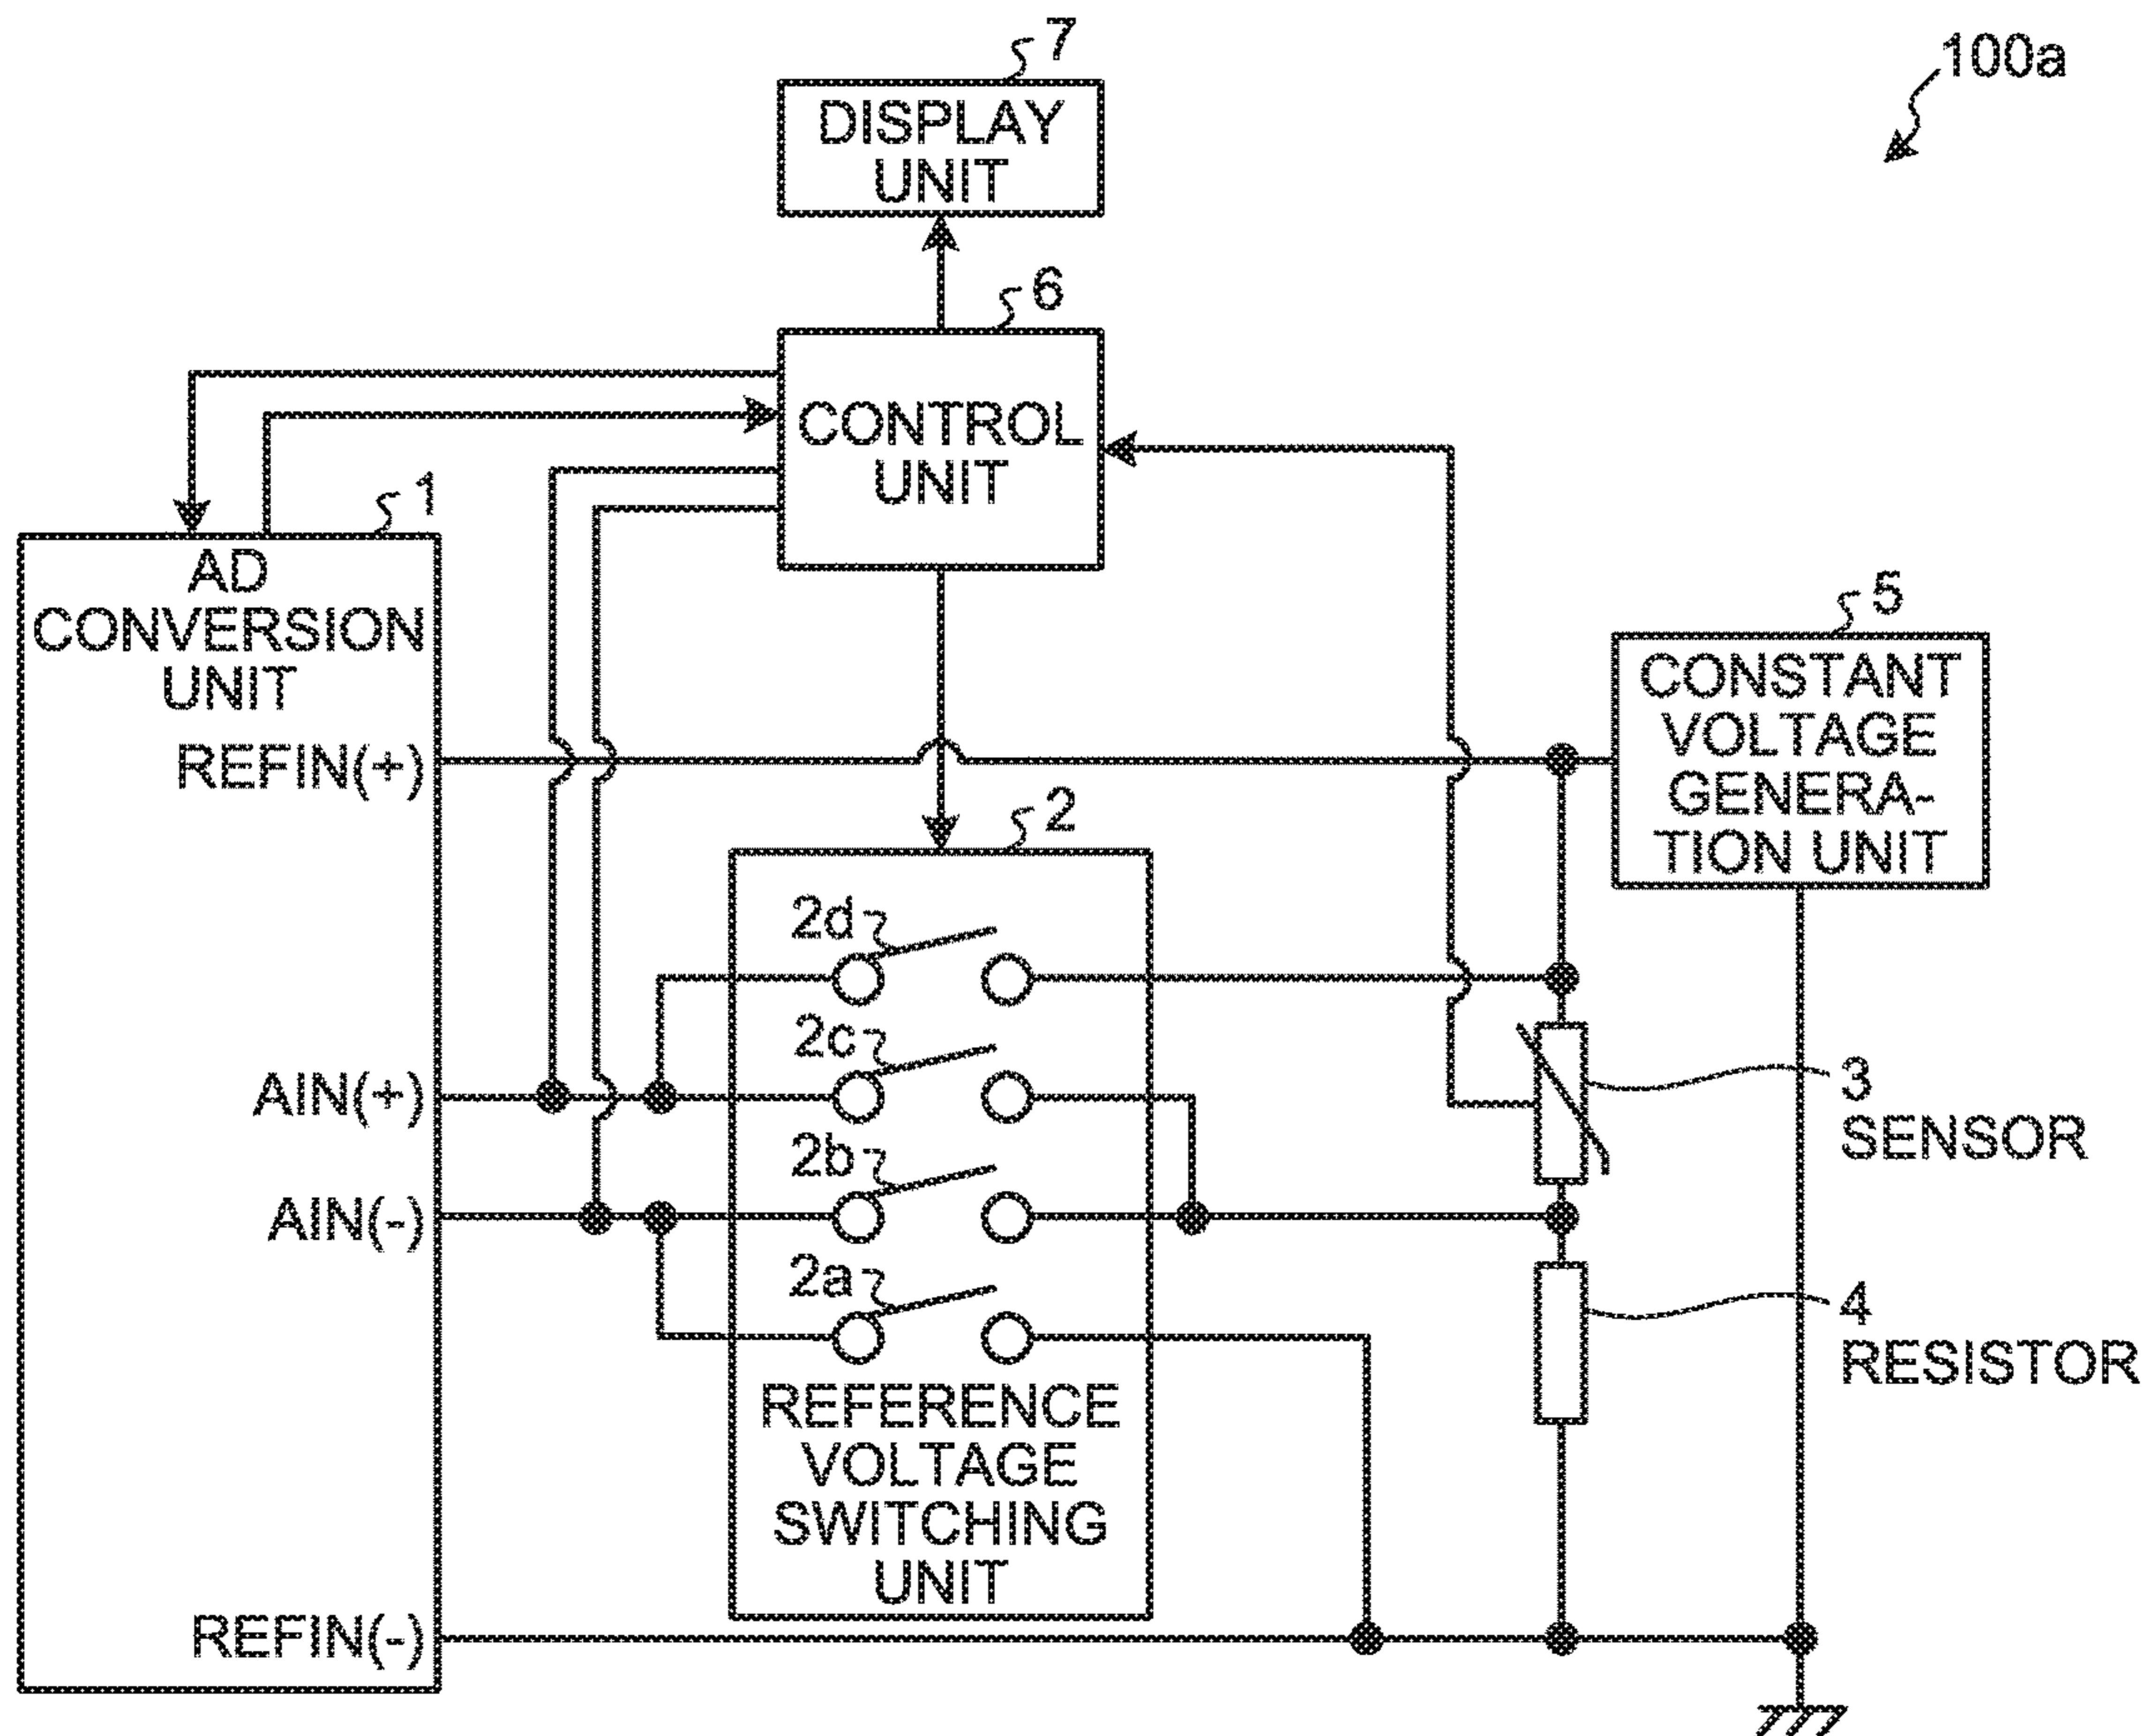 7
100a
DISPLAY
UNIT
6
CONTROL
UNIT
1
AD
CONVERSION
UNIT
REFIN(+)
AIN(+)
AIN(-)
REFIN(-)
5
CONSTANT
VOLTAGE
GENERA-
TION UNIT
2
2d
2c
2b
2a
REFERENCE
VOLTAGE
SWITCHING
UNIT
3
SENSOR
4
RESISTOR